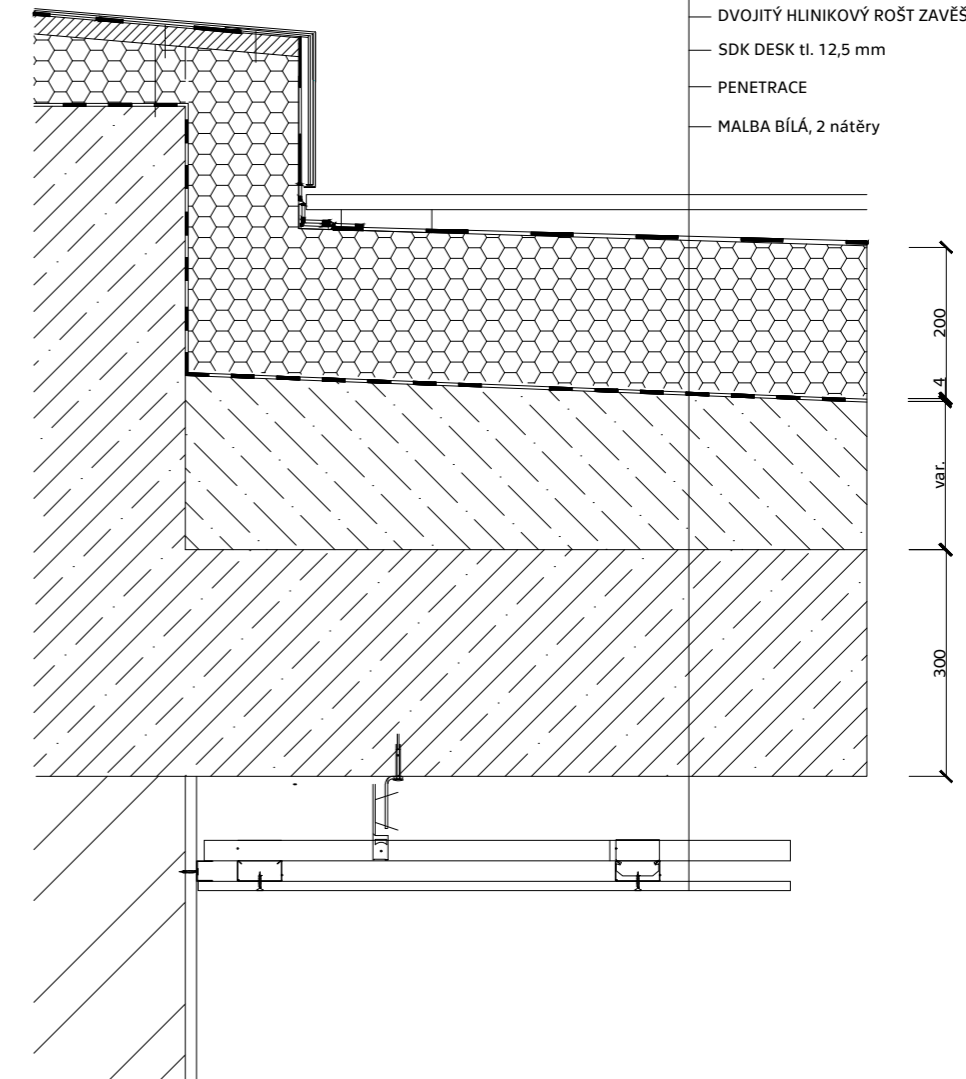 DVOJITÝ HLINIKOVÝ ROŠT ZAVĚŠ
SDK DESK tl. 12,5 mm
PENETRACE
MALBA BÍLÁ, 2 nátěry
200
4
var.
300